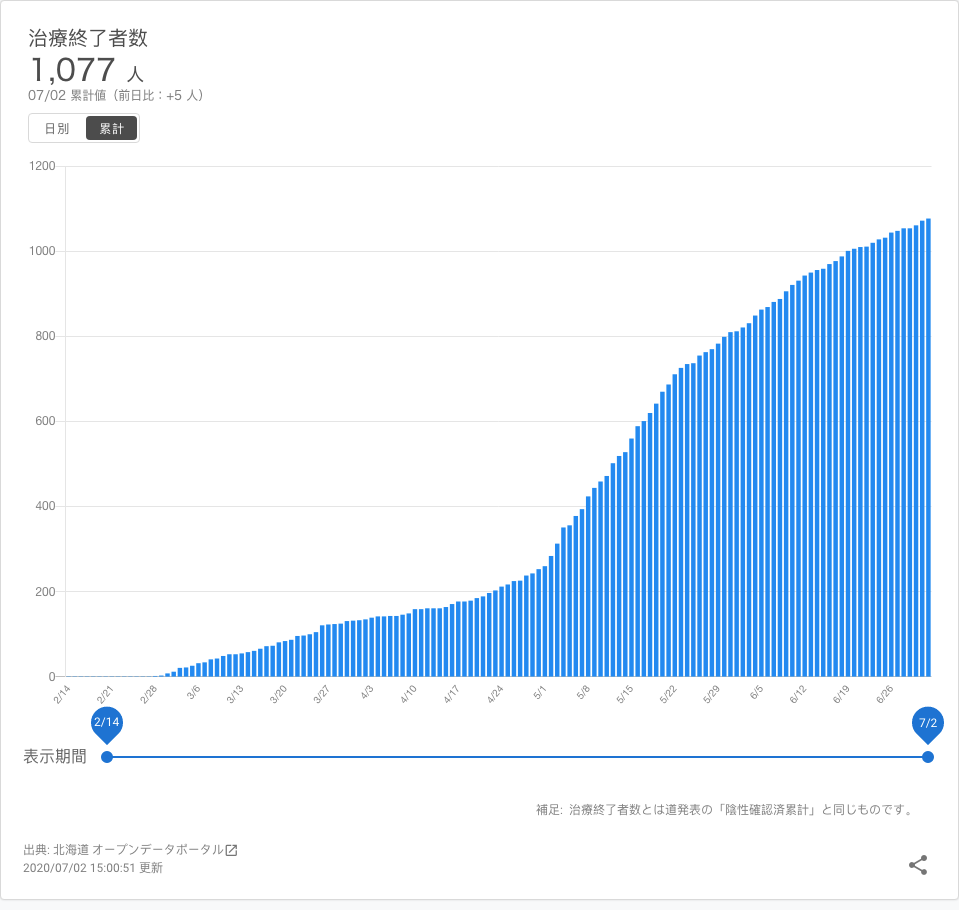 治療終了者数
1,077 人
07/02 累計値（前日比：+5 人）
日別 累計
1200
1000
800
600
400
200
0
2/14 2/21 2/28 3/6 3/13 3/20 3/27 4/3 4/10 4/17 4/24 5/1 5/8 5/15 5/22 5/29 6/5 6/12 6/19 6/26
2/14 7/2
表示期間
補足: 治療終了者数とは道発表の「陰性確認済累計」と同じものです。
出典: 北海道 オープンデータポータル
2020/07/02 15:00:51 更新